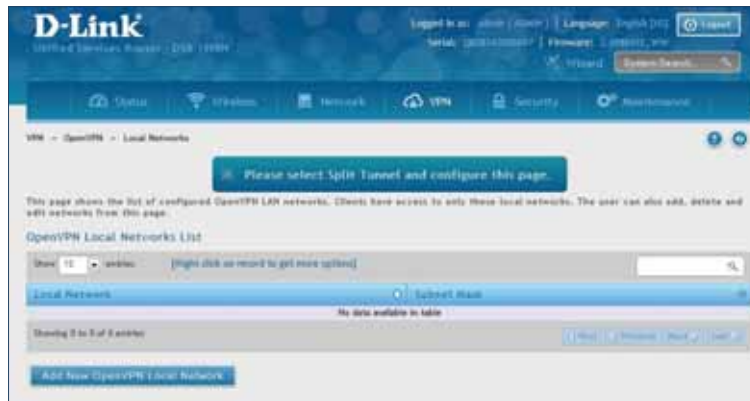 D-Link
Logged in as: admin (ADMIN) | Language: English [US]
Logout
Unified Services Router -
Serial: | Firmware:
Wizard
System Search...
Status
Wireless
Network
VPN
Security
Maintenance
VPN » OpenVPN » Local Networks
Please select Split Tunnel and configure this page.
This page shows the list of configured OpenVPN LAN networks. Clients have access to only these local networks. The user can also add, delete and
edit networks from this page.
OpenVPN Local Networks List
Show 10 entries [Right click on record to get more options]
Local Network
Subnet Mask
No data available in table
Showing 0 to 0 of 0 entries
First Previous Next Last
Add New OpenVPN Local Network